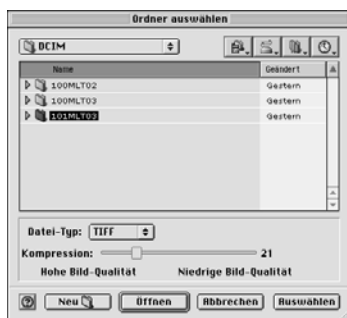 Ordner auswählen
DCIM
Name Geändert
100MLT02 Gestern
100MLT03 Gestern
101MLT03 Gestern
Datei-Typ: TIFF
Kompression: 21
Hohe Bild-Qualität Niedrige Bild-Qualität
Neu Öffnen Abbrechen Auswählen